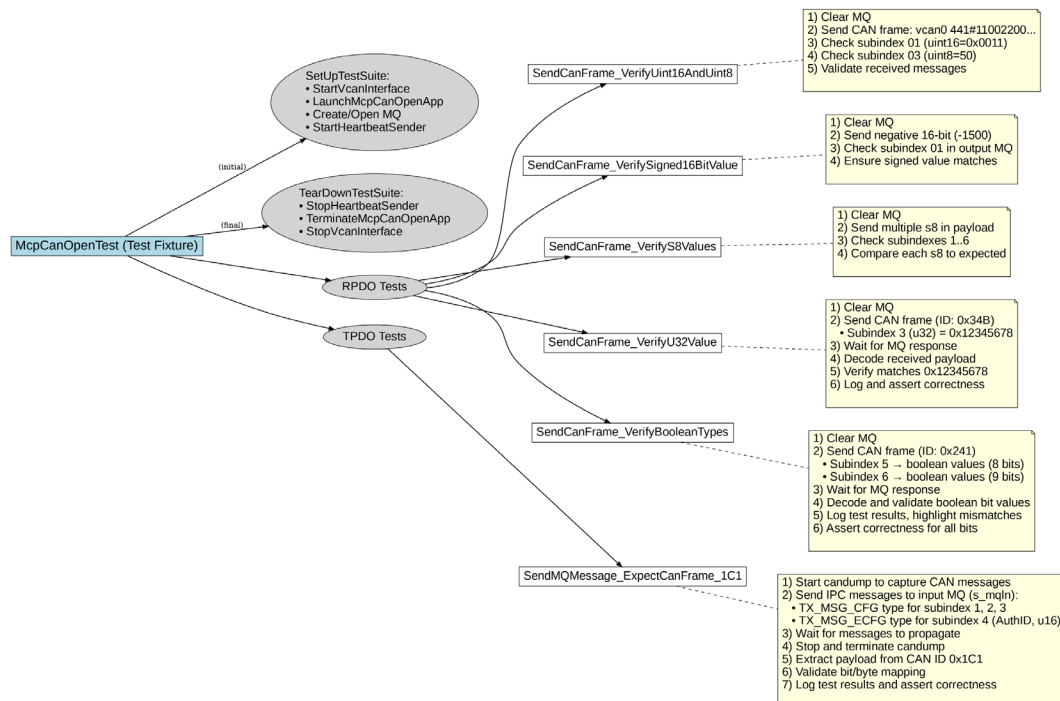 1) Clear MQ
2) Send CAN frame: vcan0 441#11002200...
3) Check subindex 01 (uint16=0x0011)
4) Check subindex 03 (uint8=50)
5) Validate received messages
SetUpTestSuite:
• StartVcanInterface
• LaunchMcpCanOpenApp
• Create/Open MQ
• StartHeartbeatSender
SendCanFrame_VerifyUint16AndUint8
1) Clear MQ
2) Send negative 16-bit (-1500)
3) Check subindex 01 in output MQ
4) Ensure signed value matches
(initial)
SendCanFrame_VerifySigned16BitValue
TearDownTestSuite:
• StopHeartbeatSender
• TerminateMcpCanOpenApp
• StopVcanInterface
(final)
McpCanOpenTest (Test Fixture)
1) Clear MQ
2) Send multiple s8 in payload
3) Check subindexes 1..6
4) Compare each s8 to expected
SendCanFrame_VerifyS8Values
RPDO Tests
TPDO Tests
1) Clear MQ
2) Send CAN frame (ID: 0x34B)
• Subindex 3 (u32) = 0x12345678
3) Wait for MQ response
4) Decode received payload
5) Verify matches 0x12345678
6) Log and assert correctness
SendCanFrame_VerifyU32Value
SendCanFrame_VerifyBooleanTypes
1) Clear MQ
2) Send CAN frame (ID: 0x241)
• Subindex 5 → boolean values (8 bits)
• Subindex 6 → boolean values (9 bits)
3) Wait for MQ response
4) Decode and validate boolean bit values
5) Log test results, highlight mismatches
6) Assert correctness for all bits
SendMQMessage_ExpectCanFrame_1C1
1) Start candump to capture CAN messages
2) Send IPC messages to input MQ (s_mqIn):
• TX_MSG_CFG type for subindex 1, 2, 3
• TX_MSG_ECFG type for subindex 4 (AuthID, u16)
3) Wait for messages to propagate
4) Stop and terminate candump
5) Extract payload from CAN ID 0x1C1
6) Validate bit/byte mapping
7) Log test results and assert correctness